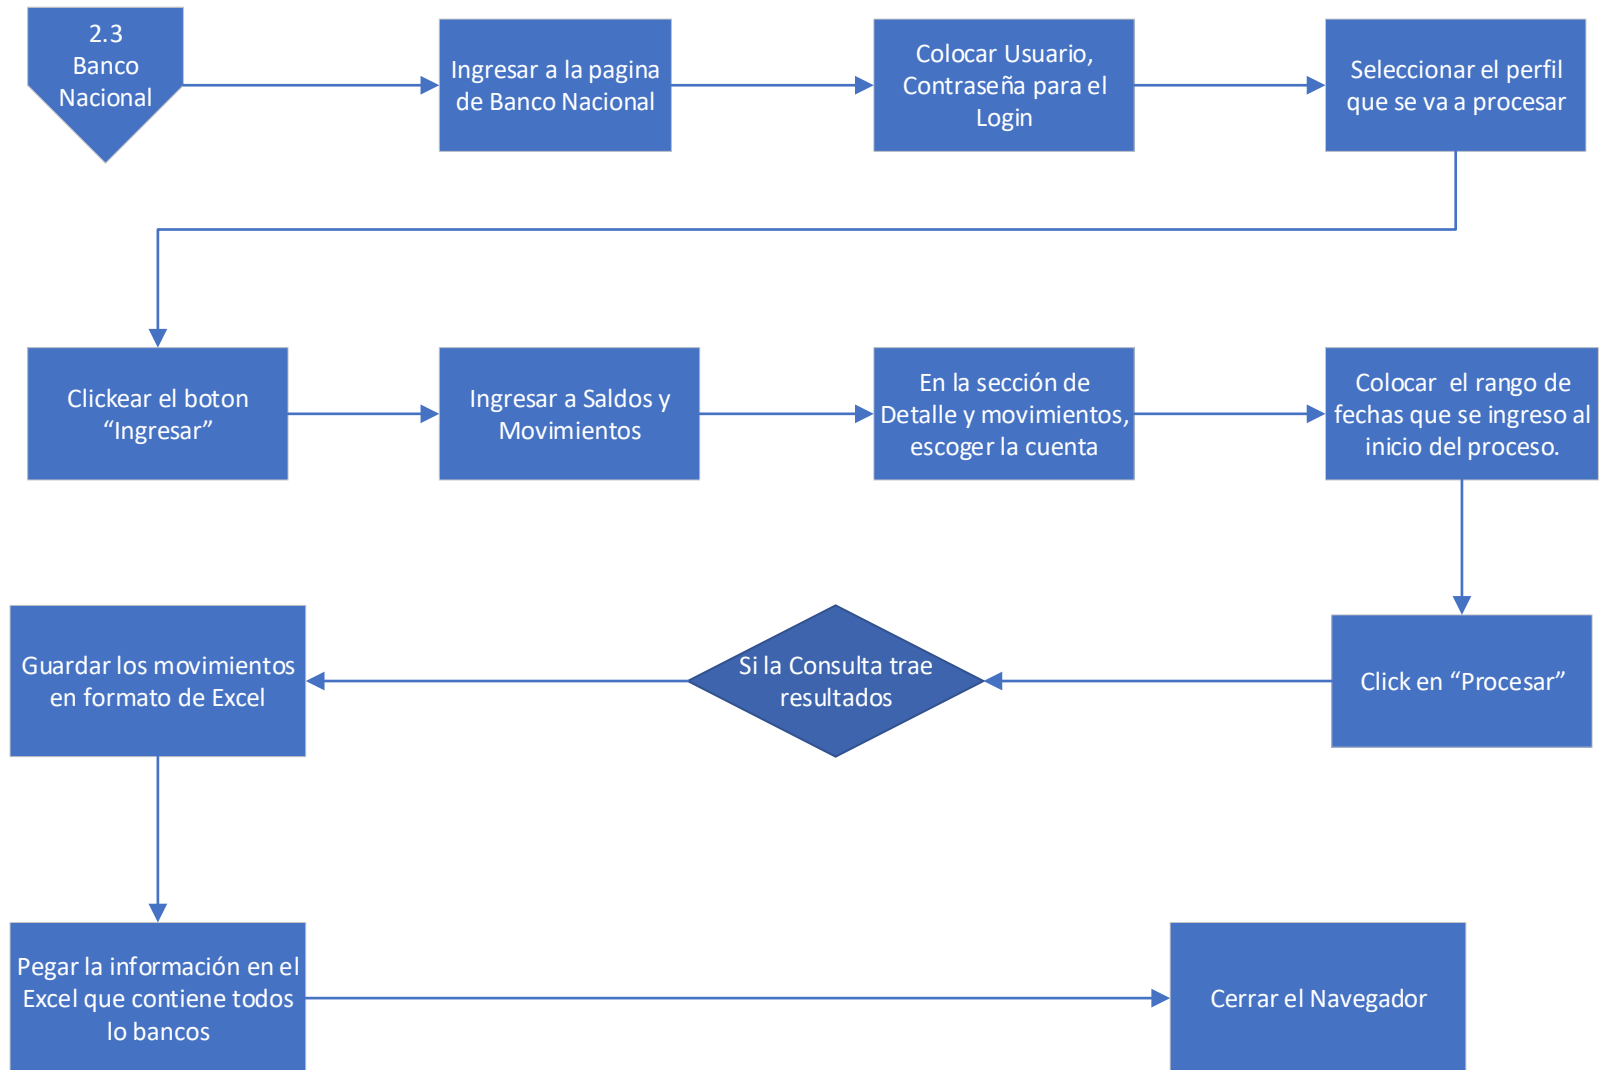 2.3
Banco
Nacional
Ingresar a la pagina
de Banco Nacional
Colocar Usuario,
Contraseña para el
Login
Seleccionar el perfil
que se va a procesar
Clickear el boton
“Ingresar”
Ingresar a Saldos y
Movimientos
En la sección de
Detalle y movimientos,
escoger la cuenta
Colocar el rango de
fechas que se ingreso al
inicio del proceso.
Click en “Procesar”
Si la Consulta trae
resultados
Guardar los movimientos
en formato de Excel
Pegar la información en el
Excel que contiene todos
lo bancos
Cerrar el Navegador